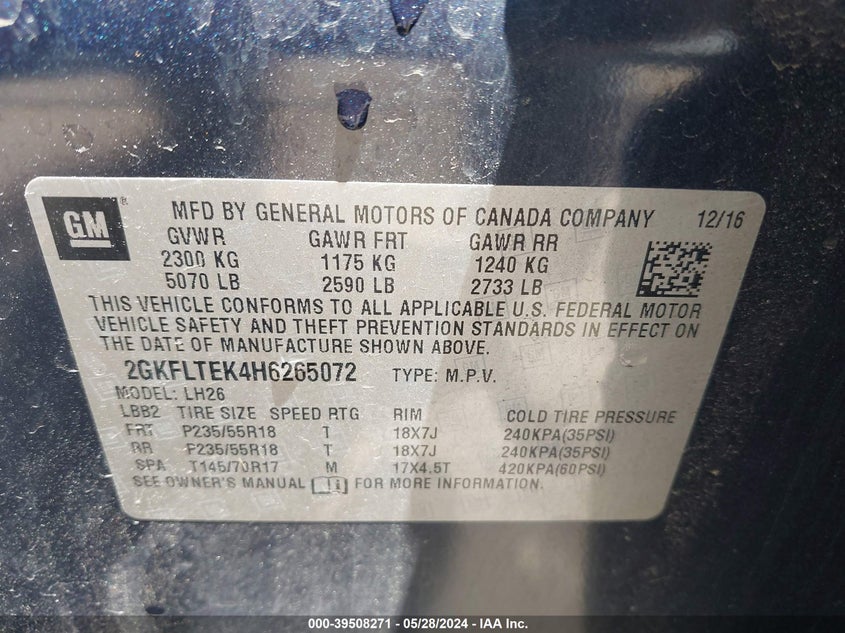 GM ® MFD BY GENERAL MOTORS OF CANADA COMPANY 12/16
GVWR GAWR FRT GAWR RR
2300 KG 1175 KG 1240 KG
5070 LB 2590 LB 2733 LB
THIS VEHICLE CONFORMS TO ALL APPLICABLE U.S. FEDERAL MOTOR
VEHICLE SAFETY AND THEFT PREVENTION STANDARDS IN EFFECT ON
THE DATE OF MANUFACTURE SHOWN ABOVE.
2GKFLTEK4H6265072 TYPE: M.P.V.
MODEL: LH26
LBB2 TIRE SIZE SPEED RTG RIM COLD TIRE PRESSURE
FRT P235/55R18 T 18X7J 240KPA(35PSI)
RR P235/55R18 T 18X7J 240KPA(35PSI)
SPA T145/70R17 M 17X4.5T 420KPA(60PSI)
SEE OWNER'S MANUAL FOR MORE INFORMATION.
000-39508271 - 05/28/2024 - IAA Inc.